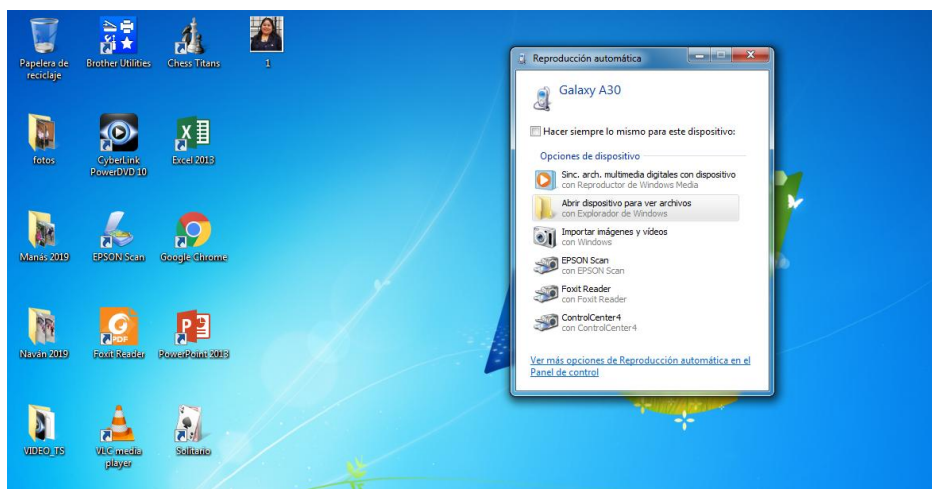 Papelera de
reciclaje
Brother Utilities
Chess Titans
1
fotos
CyberLink
PowerDVD 10
Excel 2013
Manas 2019
EPSON Scan
Google Chrome
Navan 2019
Foxit Reader
PowerPoint 2013
VIDEO_TS
VLC media
player
Solitario
Reproducción automática
Galaxy A30
Hacer siempre lo mismo para este dispositivo:
Opciones de dispositivo
Sinc. arch. multimedia digitales con dispositivo
con Reproductor de Windows Media
Abrir dispositivo para ver archivos
con Explorador de Windows
Importar imágenes y vídeos
con Windows
EPSON Scan
con EPSON Scan
Foxit Reader
con Foxit Reader
ControlCenter4
con ControlCenter4
Ver más opciones de Reproducción automática en el
Panel de control